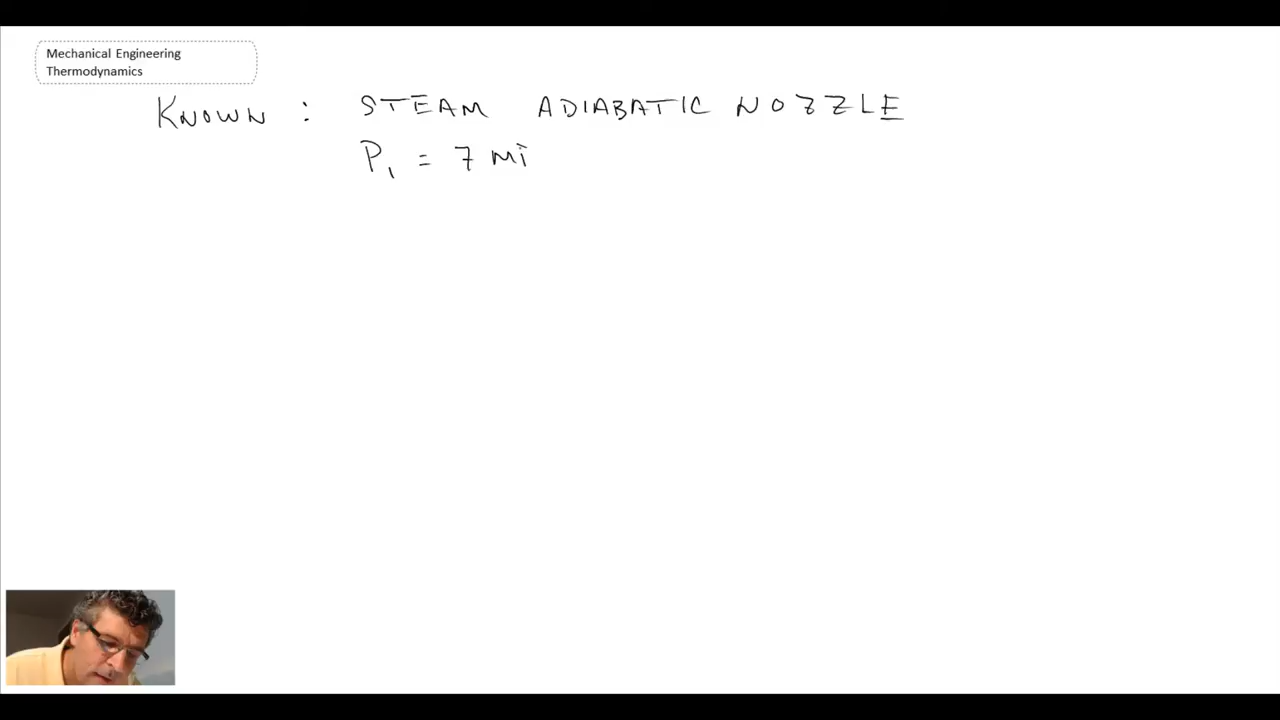 Mechanical Engineering
Thermodynamics
KNOWN : STEAM ADIABATIC NOZZLE
P₁ = 7 Mi